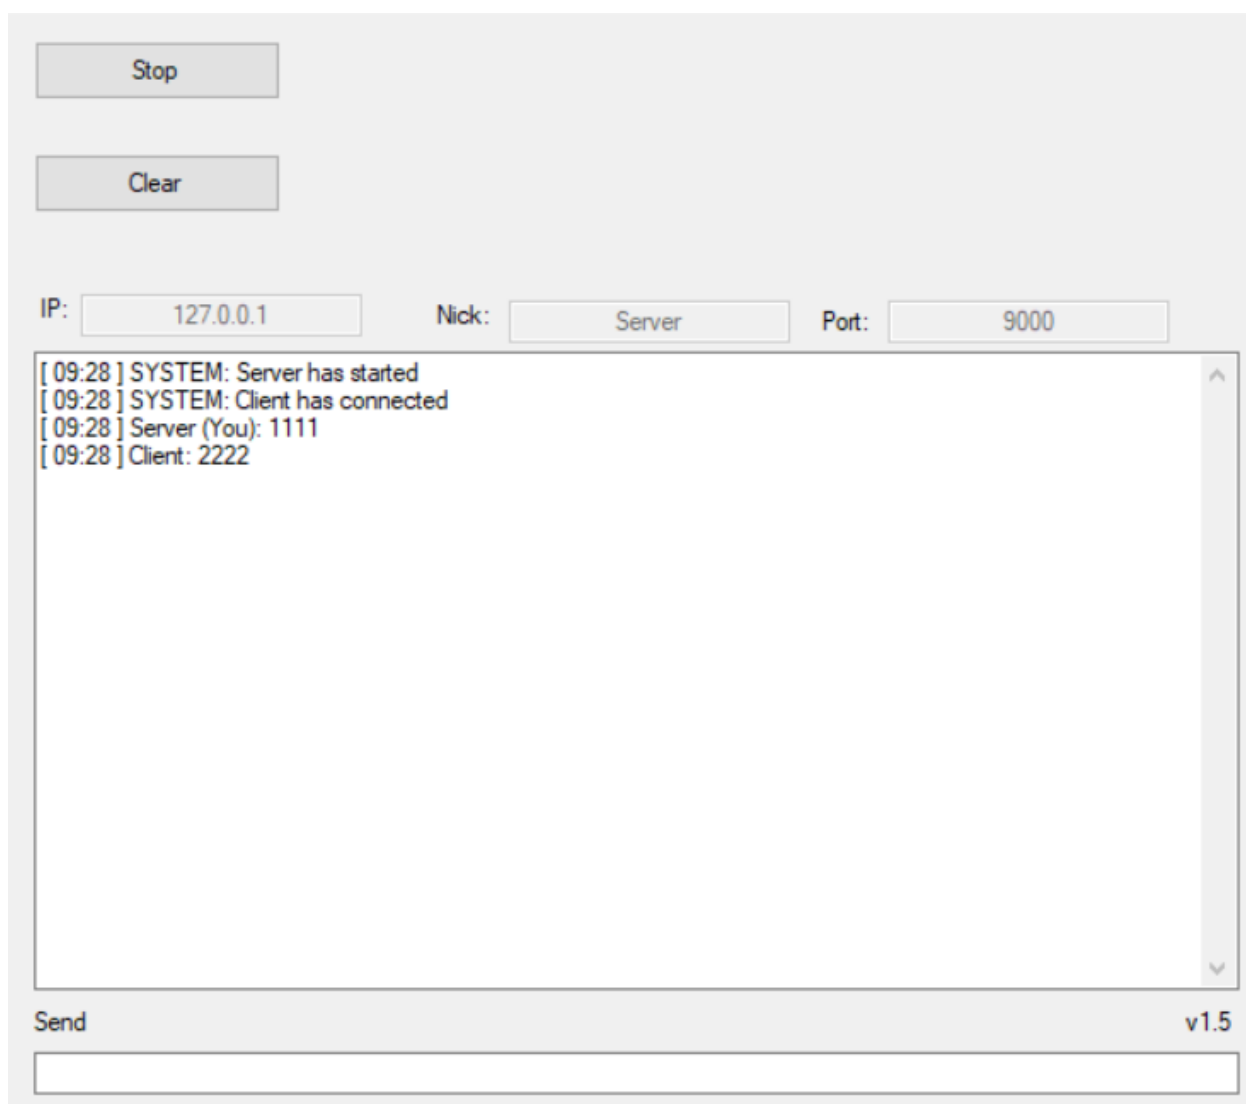 Stop
Clear
IP: 127.0.0.1 Nick: Server Port: 9000
[ 09:28 ] SYSTEM: Server has started
[ 09:28 ] SYSTEM: Client has connected
[ 09:28 ] Server (You): 1111
[ 09:28 ] Client: 2222
Send v1.5